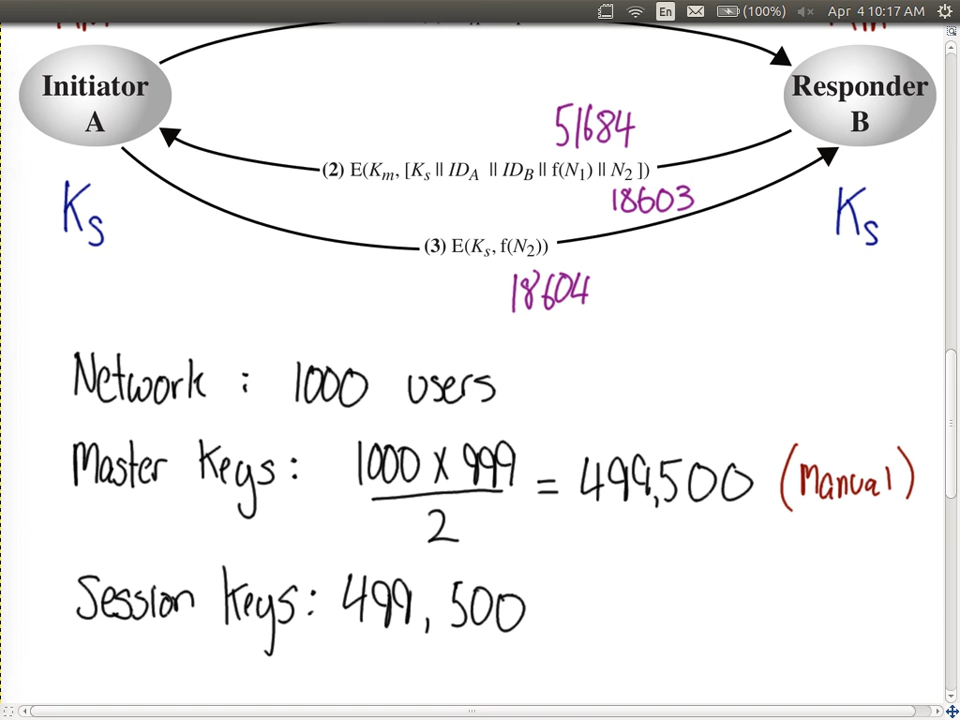 En (100%) Apr 4 10:17 AM
Initiator
A
Responder
B
51684
(2) E(Km, [Ks || IDA || IDB || f(N1) || N2 ])
Ks
18603
Ks
(3) E(Ks, f(N2))
18604
Network : 1000 users
Master Keys: 1000 x 999 / 2 = 499,500 (Manual)
Session Keys: 499, 500